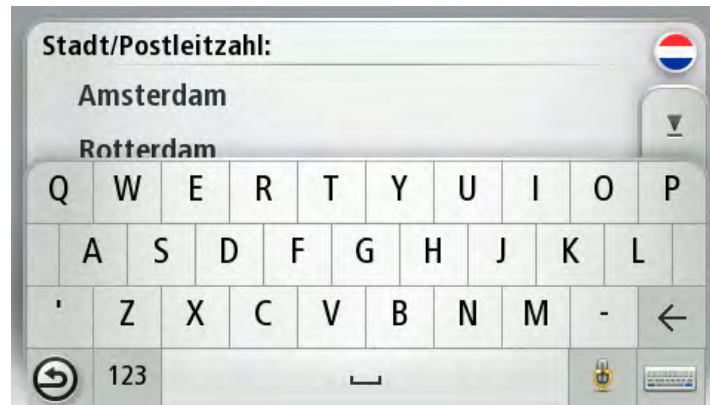 Stadt/Postleitzahl:
Amsterdam
Rotterdam
Q W E R T Y U I O P
A S D F G H J K L
' Z X C V B N M -
123